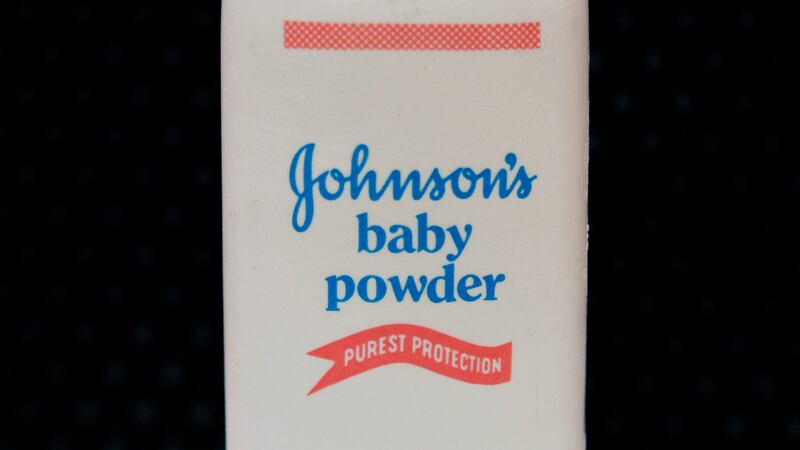 Johnson's
baby
powder
PUREST PROTECTION